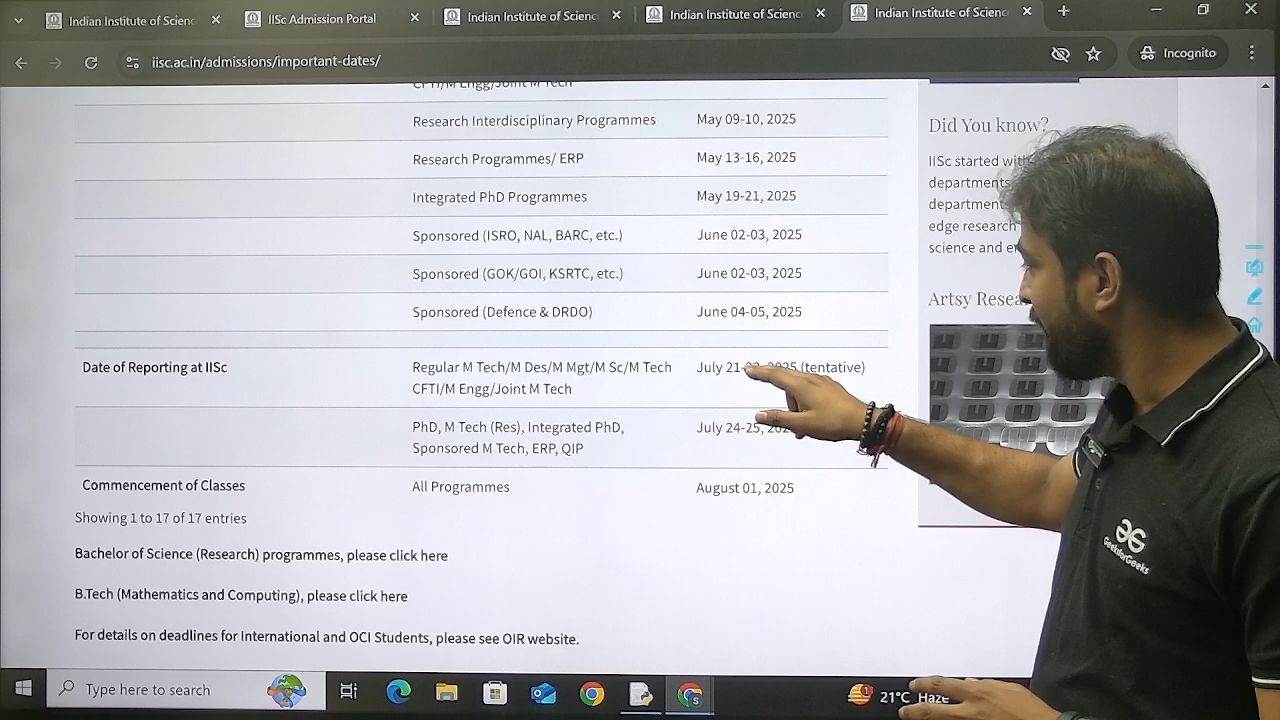 Indian Institute of Scienc
IISc Admission Portal
Indian Institute of Scienc
Indian Institute of Scienc
Indian Institute of Scienc
iisc.ac.in/admissions/important-dates/
Incognito
CFTI/M Engg/Joint M Tech
Research Interdisciplinary Programmes May 09-10, 2025
Research Programmes/ ERP May 13-16, 2025
Integrated PhD Programmes May 19-21, 2025
Sponsored (ISRO, NAL, BARC, etc.) June 02-03, 2025
Sponsored (GOK/GOI, KSRTC, etc.) June 02-03, 2025
Sponsored (Defence & DRDO) June 04-05, 2025
Date of Reporting at IISc Regular M Tech/M Des/M Mgt/M Sc/M Tech July (tentative)
CFTI/M Engg/Joint M Tech
PhD, M Tech (Res), Integrated PhD, July 24-25,
Sponsored M Tech, ERP, QIP
Commencement of Classes All Programmes August 01, 2025
Showing 1 to 17 of 17 entries
Bachelor of Science (Research) programmes, please click here
B.Tech (Mathematics and Computing), please click here
For details on deadlines for International and OCI Students, please see OIR website.
Did You know?
IISc started with
departments
department
edge research
science and
Artsy
GeeksforGeeks
Type here to search
21°C Haze